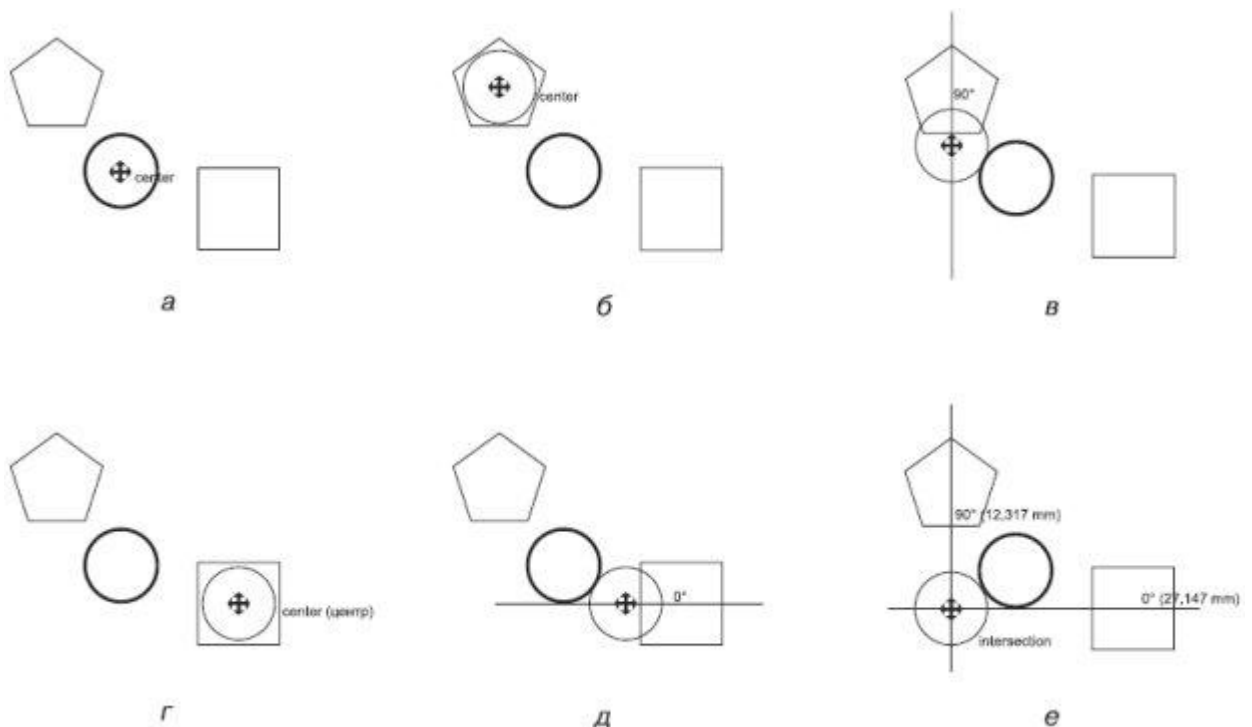 center
center
90°
а
б
в
center (центр)
0°
90° (12,317 mm)
0° (27,147 mm)
intersection
г
д
е